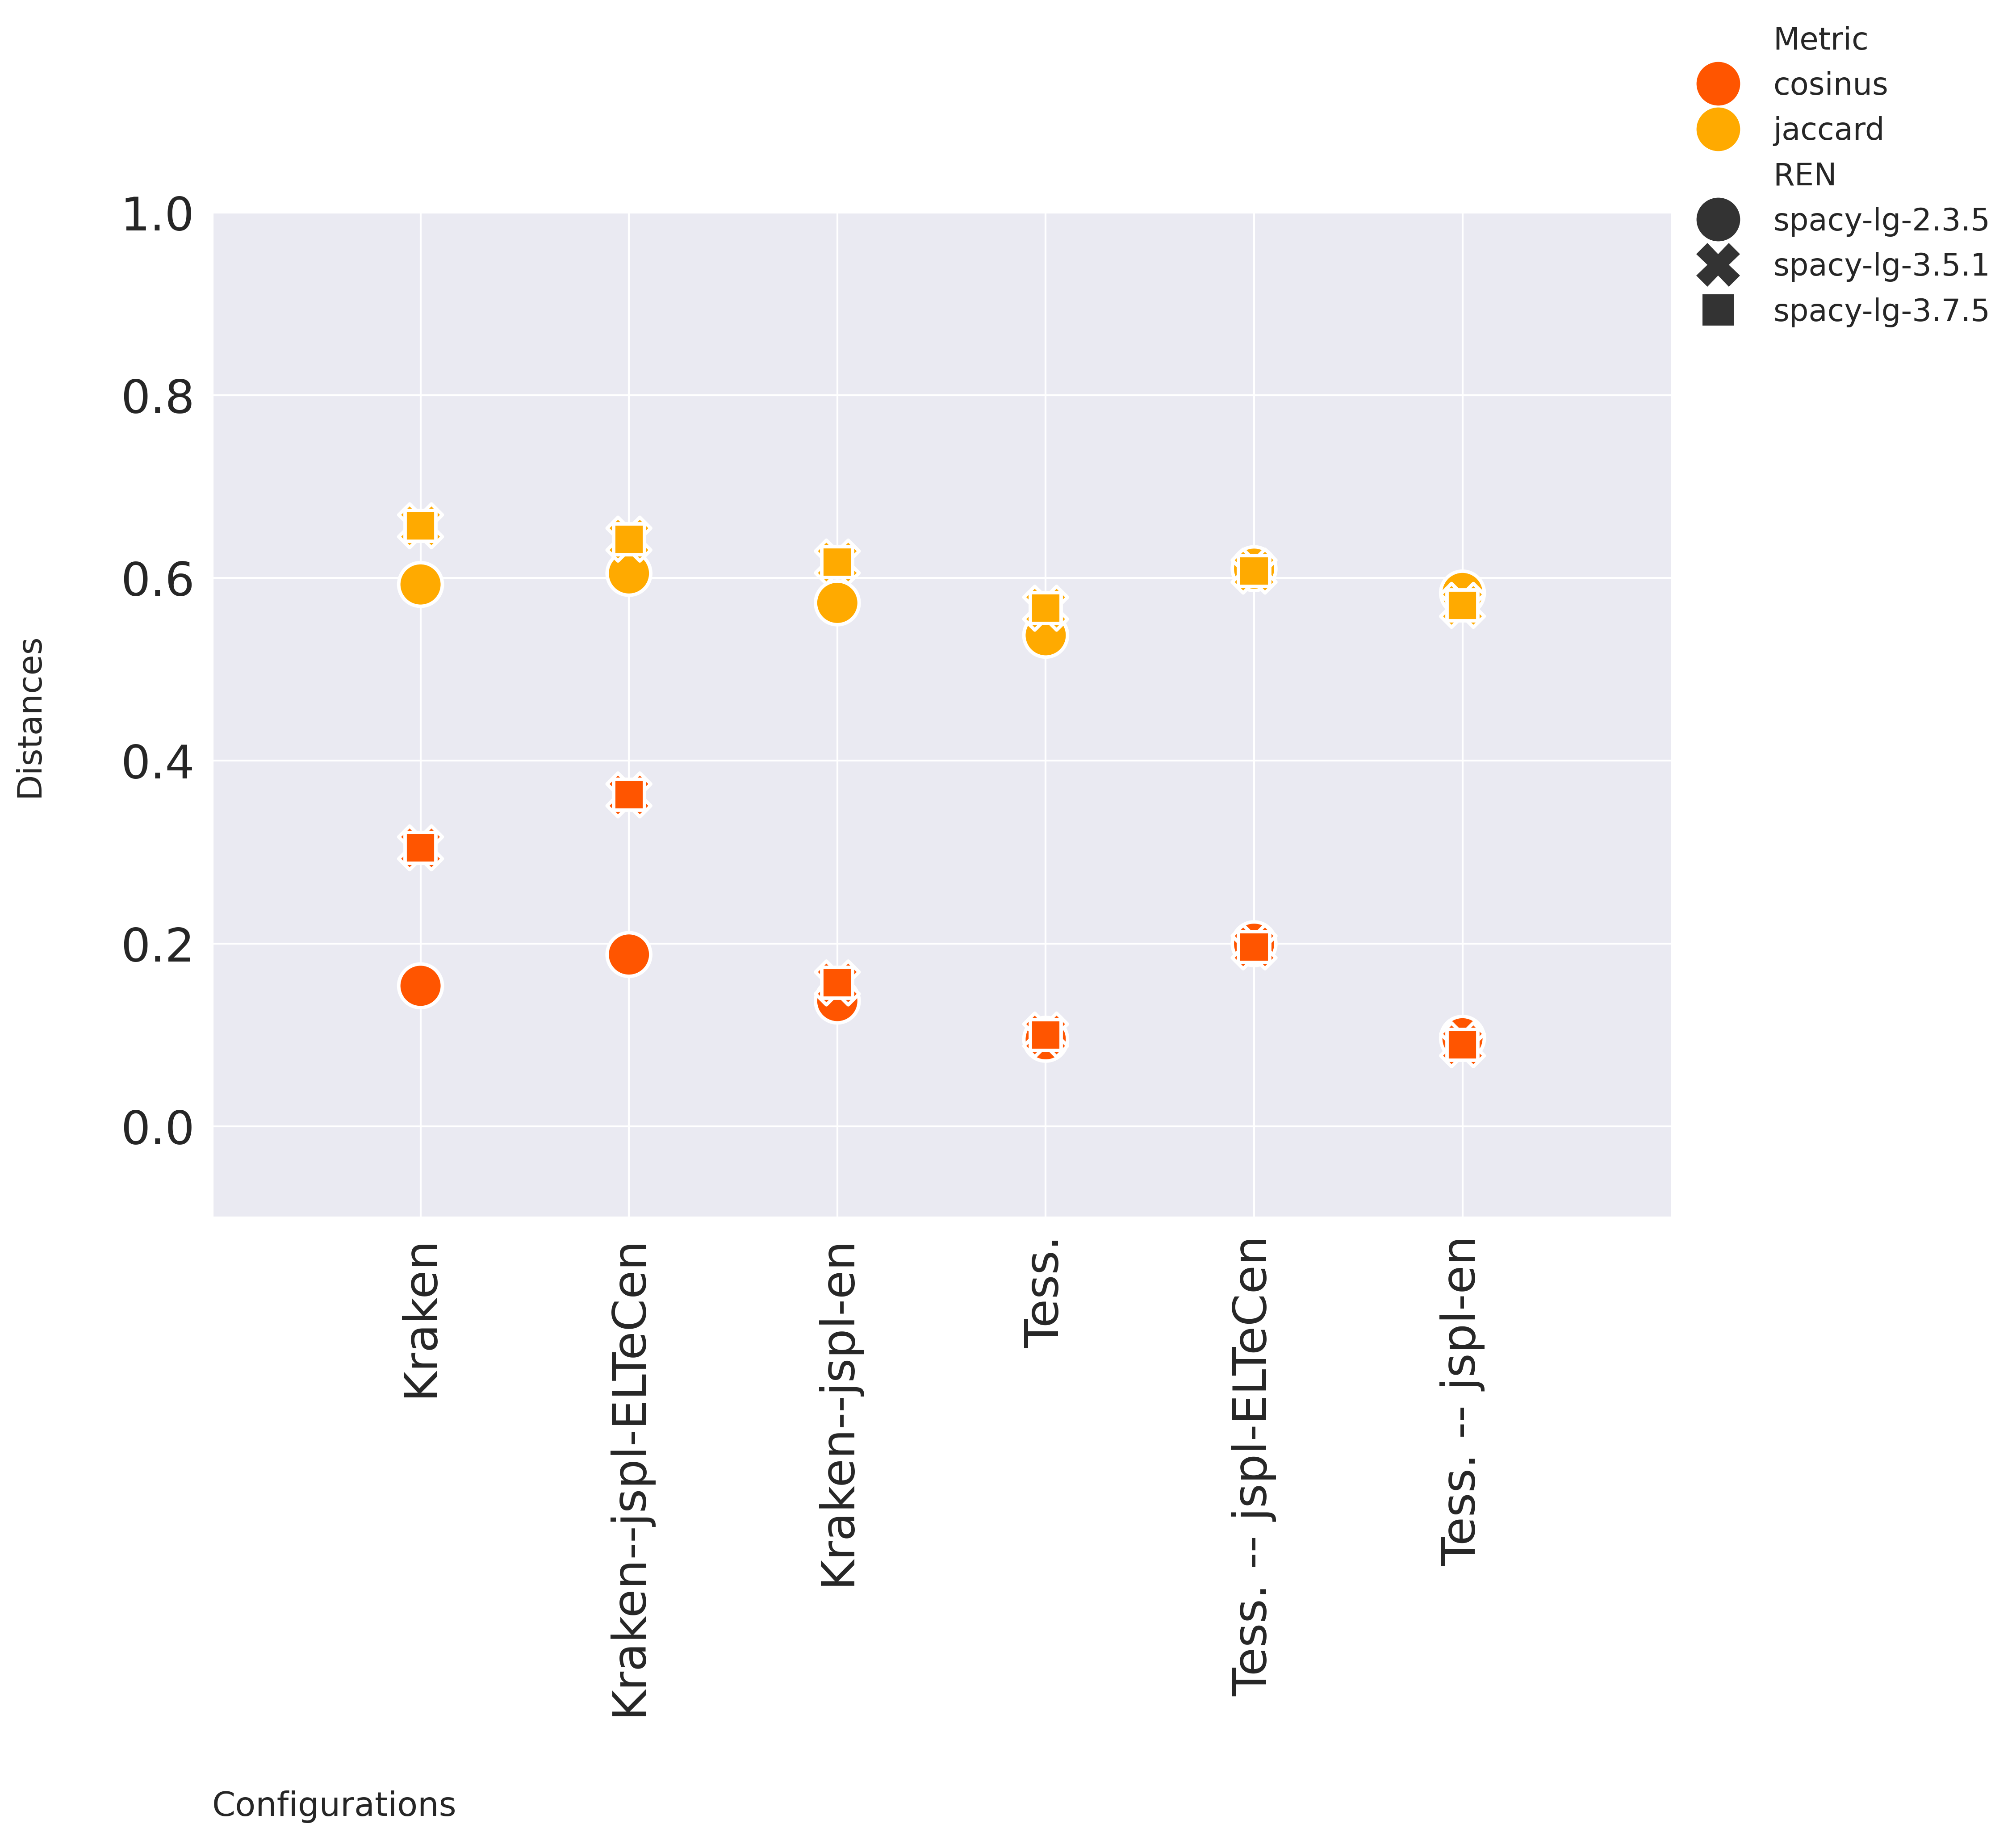 Metric
cosinus
jaccard
REN
spacy-lg-2.3.5
spacy-lg-3.5.1
spacy-lg-3.7.5
1.0
0.8
0.6
0.4
0.2
0.0
Distances
Kraken
Kraken--jspl-ELTeCen
Kraken--jspl-en
Tess.
Tess. -- jspl-ELTeCen
Tess. -- jspl-en
Configurations